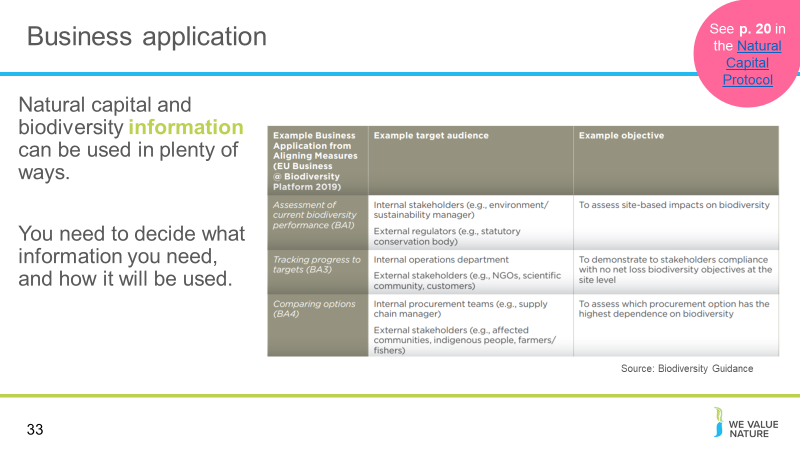 Business application
See p. 20 in
the Natural
Capital
Protocol
Natural capital and
biodiversity information
can be used in plenty of
ways.
You need to decide what
information you need,
and how it will be used.
Example Business
Application from
Aligning Measures
(EU Business
@ Biodiversity
Platform 2019)
Example target audience
Example objective
Assessment of
current biodiversity
performance (BA1)
Internal stakeholders (e.g., environment/
sustainability manager)
External regulators (e.g., statutory
conservation body)
To assess site-based impacts on biodiversity
Tracking progress to
targets (BA3)
Internal operations department
External stakeholders (e.g., NGOs, scientific
community, customers)
To demonstrate to stakeholders compliance
with no net loss biodiversity objectives at the
site level
Comparing options
(BA4)
Internal procurement teams (e.g., supply
chain manager)
External stakeholders (e.g., affected
communities, indigenous people, farmers/
fishers)
To assess which procurement option has the
highest dependence on biodiversity
Source: Biodiversity Guidance
33
WE VALUE
NATURE